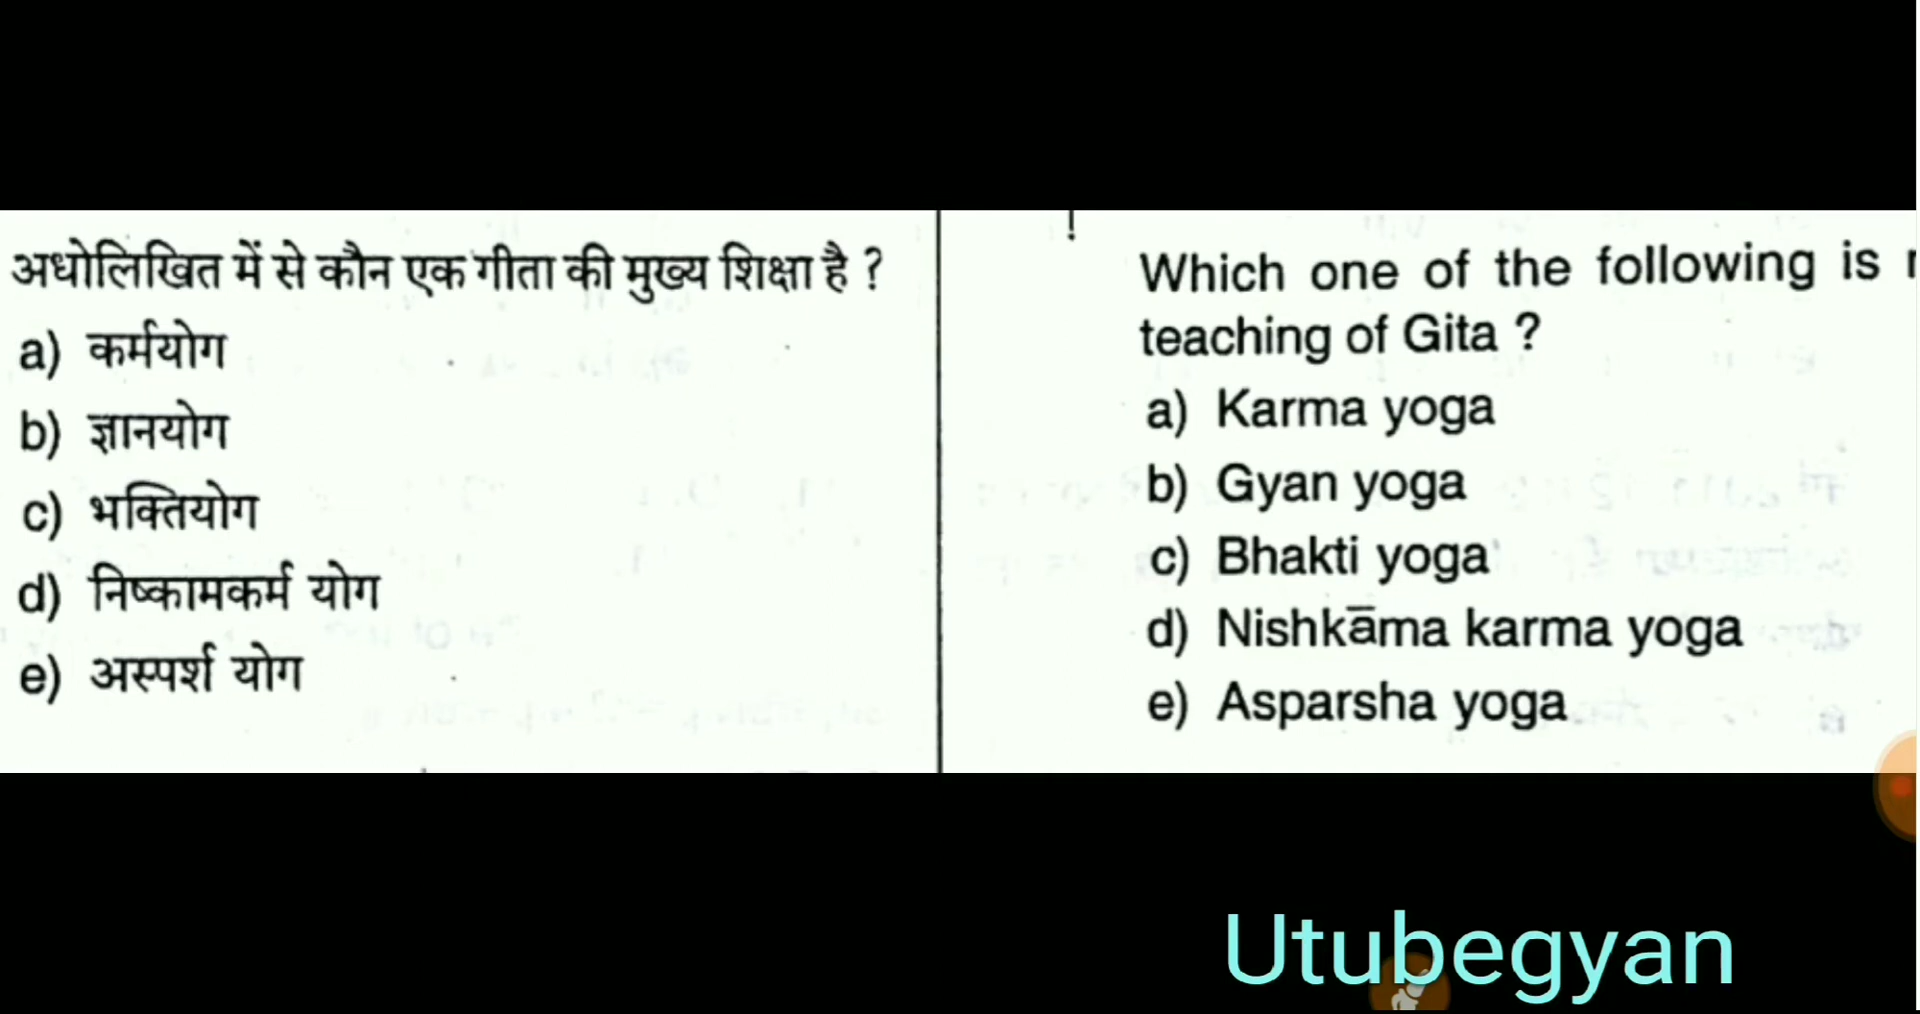 अधोलिखित में से कौन एक गीता की मुख्य शिक्षा है ?
a) कर्मयोग
b) ज्ञानयोग
c) भक्तियोग
d) निष्कामकर्म योग
e) अस्पर्श योग
Which one of the following is
teaching of Gita ?
a) Karma yoga
b) Gyan yoga
c) Bhakti yoga
d) Nishkāma karma yoga
e) Asparsha yoga
Utubegyan